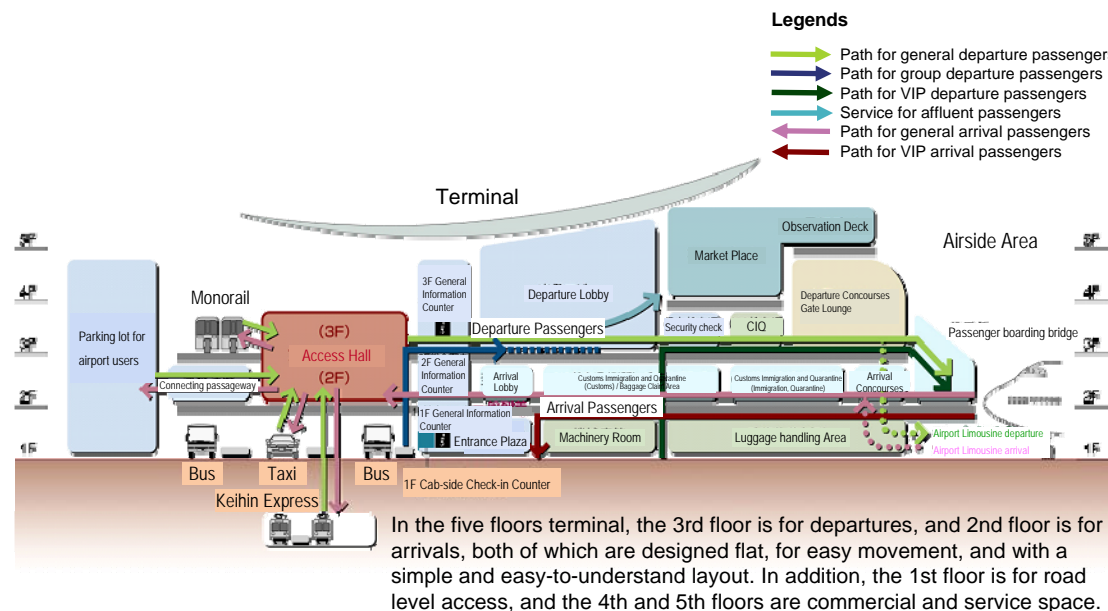 Legends
Path for general departure passenger
Path for group departure passengers
Path for VIP departure passengers
Service for affluent passengers
Path for general arrival passengers
Path for VIP arrival passengers
Terminal
Observation Deck
Airside Area
Market Place
5F
5F
3F General
Information
Counter
Departure Lobby
Departure Concourses
Gate Lounge
4F
4F
Monorail
Parking lot for
airport users
(3F)
Access Hall
(2F)
Departure Passengers
Security check
CIQ
Passenger boarding bridge
3F
3F
2F General
Information
Counter
Arrival
Lobby
Customs Immigration and Quarantine
(Customs) / Baggage Claim Area
Customs Immigration and Quarantine
(Immigration, Quarantine)
Arrival
Concourses
Connecting passageway
2F
2F
1F General Information
Counter
Arrival Passengers
Entrance Plaza
Machinery Room
Luggage handling Area
Airport Limousine departure
Airport Limousine arrival
1F
1F
Bus
Taxi
Bus
1F Cab-side Check-in Counter
Keihin Express
In the five floors terminal, the 3rd floor is for departures, and 2nd floor is for
arrivals, both of which are designed flat, for easy movement, and with a
simple and easy-to-understand layout. In addition, the 1st floor is for road
level access, and the 4th and 5th floors are commercial and service space.